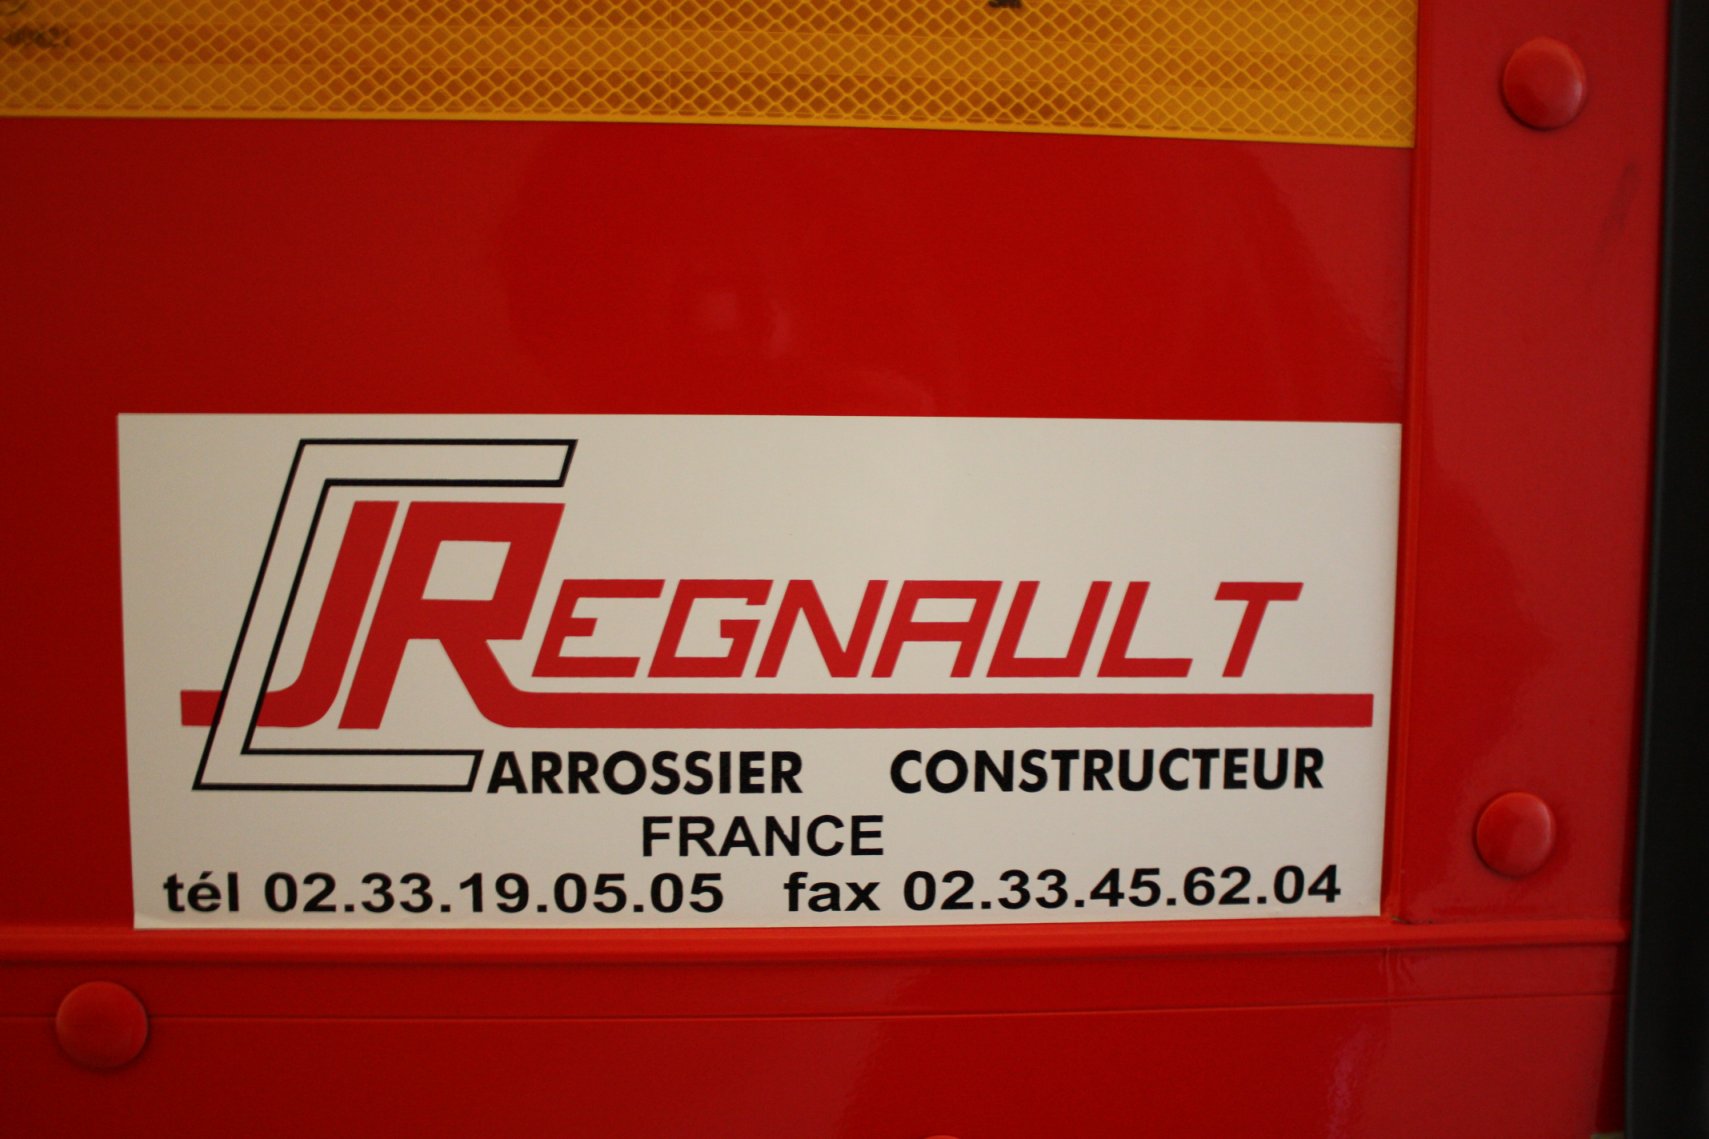 JREGNAULT
CARROSSIER CONSTRUCTEUR
FRANCE
tél 02.33.19.05.05 fax 02.33.45.62.04